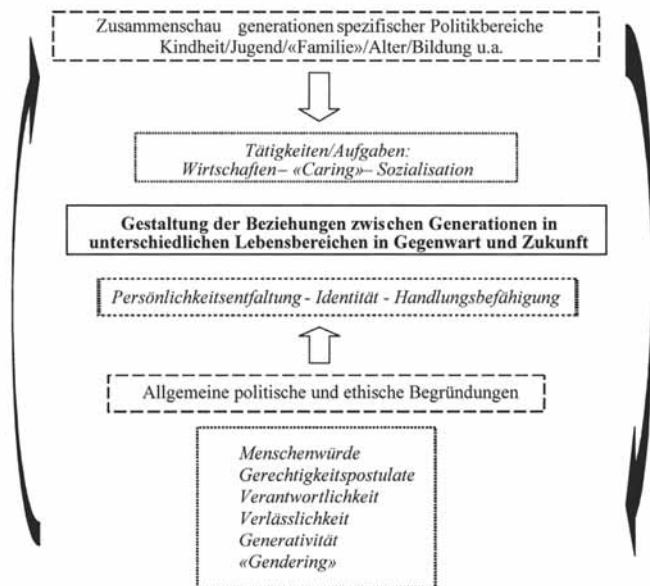 Zusammenschau generationenspezifischer Politikbereiche
Kindheit/Jugend/«Familie»/Alter/Bildung u.a.
Tätigkeiten/Aufgaben:
Wirtschaften– «Caring»– Sozialisation
Gestaltung der Beziehungen zwischen Generationen in
unterschiedlichen Lebensbereichen in Gegenwart und Zukunft
Persönlichkeitsentfaltung - Identität - Handlungsbefähigung
Allgemeine politische und ethische Begründungen
Menschenwürde
Gerechtigkeitspostulate
Verantwortlichkeit
Verlässlichkeit
Generativität
«Gendering»